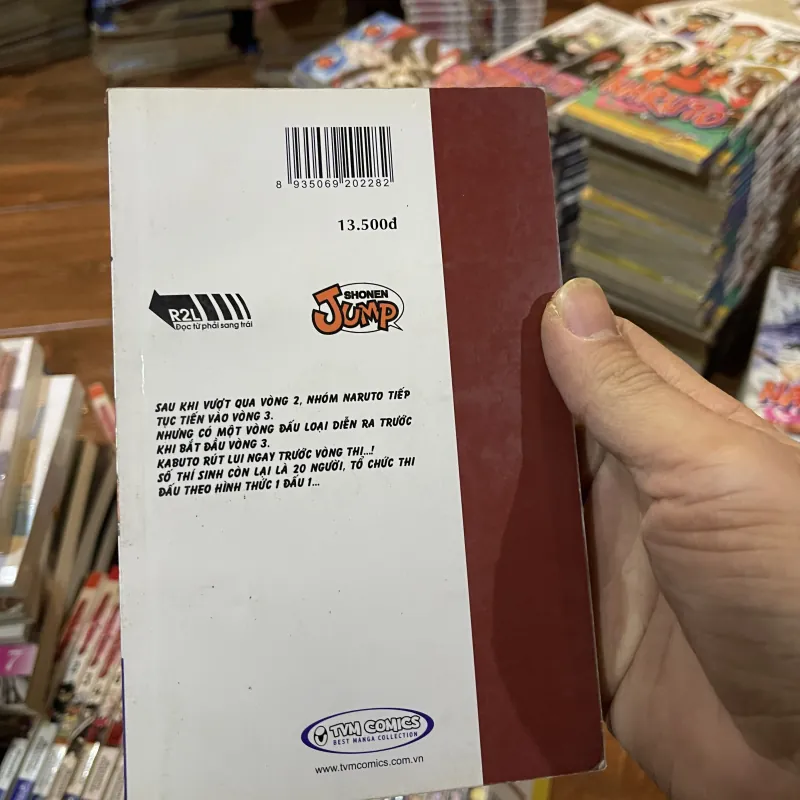 8 935069 202282
13.500đ
R2L
Đọc từ phải sang trái
SHONEN
JUMP
SAU KHI VƯỢT QUA VÒNG 2, NHÓM NARUTO TIẾP
TỤC TIẾN VÀO VÒNG 3.
NHƯNG CÓ MỘT VÒNG ĐẤU LOẠI DIỄN RA TRƯỚC
KHI BẮT ĐẦU VÒNG 3.
KABUTO RÚT LUI NGAY TRƯỚC VÒNG THI...!
SỐ THÍ SINH CÒN LẠI LÀ 20 NGƯỜI, TỔ CHỨC THI
ĐẤU THEO HÌNH THỨC 1 ĐẤU 1...
TVM COMICS
BEST MANGA COLLECTION
www.tvmcomics.com.vn
NARUTO
7